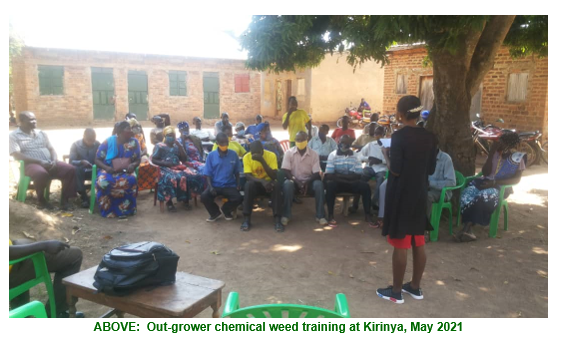 ABOVE:  Out-grower chemical weed training at Kirinya, May 2021